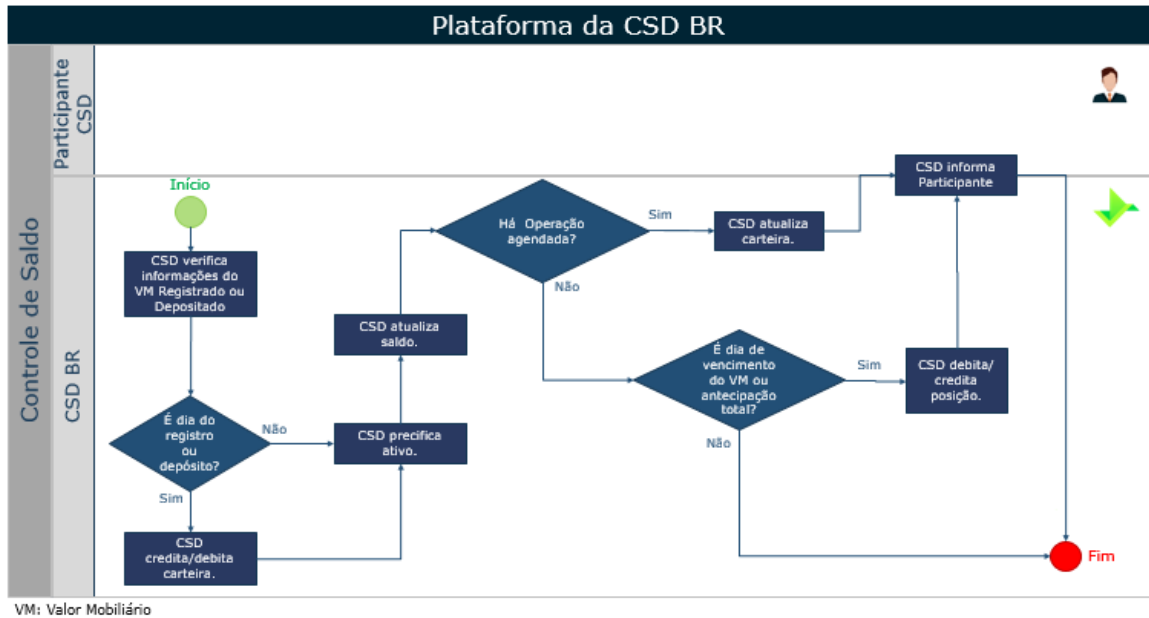 Plataforma da CSD BR
Controle de Saldo
Participante
CSD
CSD BR
Início
CSD verifica
informações do
VM Registrado ou
Depositado
É dia do
registro
ou
depósito?
Não
Sim
CSD
credita/debita
carteira.
CSD precifica
ativo.
CSD atualiza
saldo.
Há Operação
agendada?
Sim
Não
CSD atualiza
carteira.
CSD informa
Participante
É dia de
vencimento
do VM ou
antecipação
total?
Sim
Não
CSD debita/
credita
posição.
Fim
VM: Valor Mobiliário